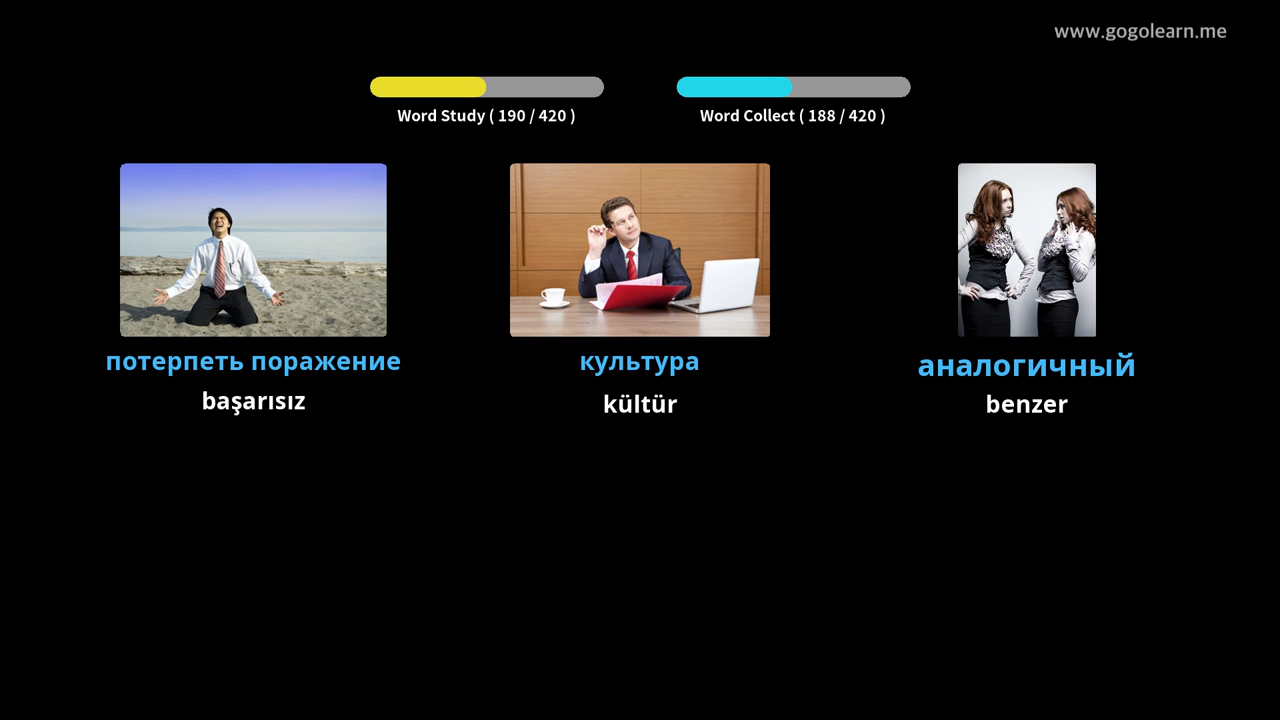 www.gogolearn.me
Word Study ( 190 / 420 )
Word Collect ( 188 / 420 )
потерпеть поражение
başarısız
культура
kültür
аналогичный
benzer